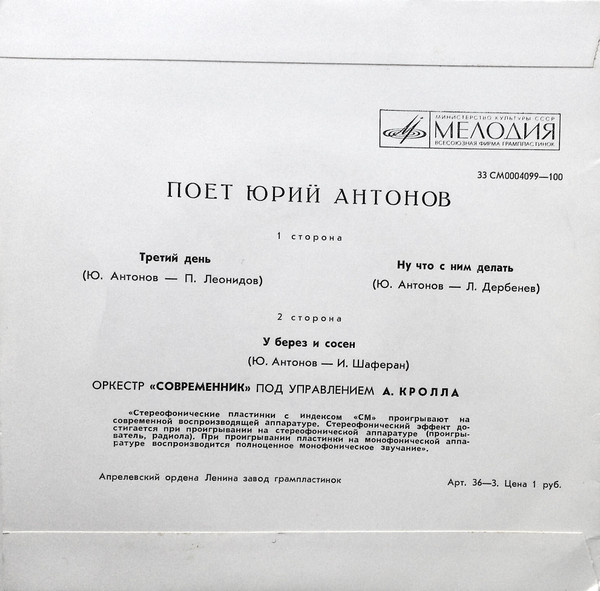 МИНИСТЕРСТВО КУЛЬТУРЫ СССР
МЕЛОДИЯ
ВСЕСОЮЗНАЯ ФИРМА ГРАМПЛАСТИНОК
33 СМ0004099—100
ПОЕТ ЮРИЙ АНТОНОВ
1 сторона
Третий день
(Ю. Антонов — П. Леонидов)
Ну что с ним делать
(Ю. Антонов — Л. Дербенев)
2 сторона
У берез и сосен
(Ю. Антонов — И. Шаферан)
ОРКЕСТР «СОВРЕМЕННИК» ПОД УПРАВЛЕНИЕМ А. КРОЛЛА
«Стереофонические пластинки с индексом «СМ» проигрывают на
современной воспроизводящей аппаратуре. Стереофонический эффект до-
стигается при проигрывании на стереофонической аппаратуре (проигры-
ватель, радиола). При проигрывании пластинки на монофонической аппа-
ратуре воспроизводится полноценное монофоническое звучание».
Апрелевский ордена Ленина завод грампластинок
Арт. 36—3. Цена 1 руб.